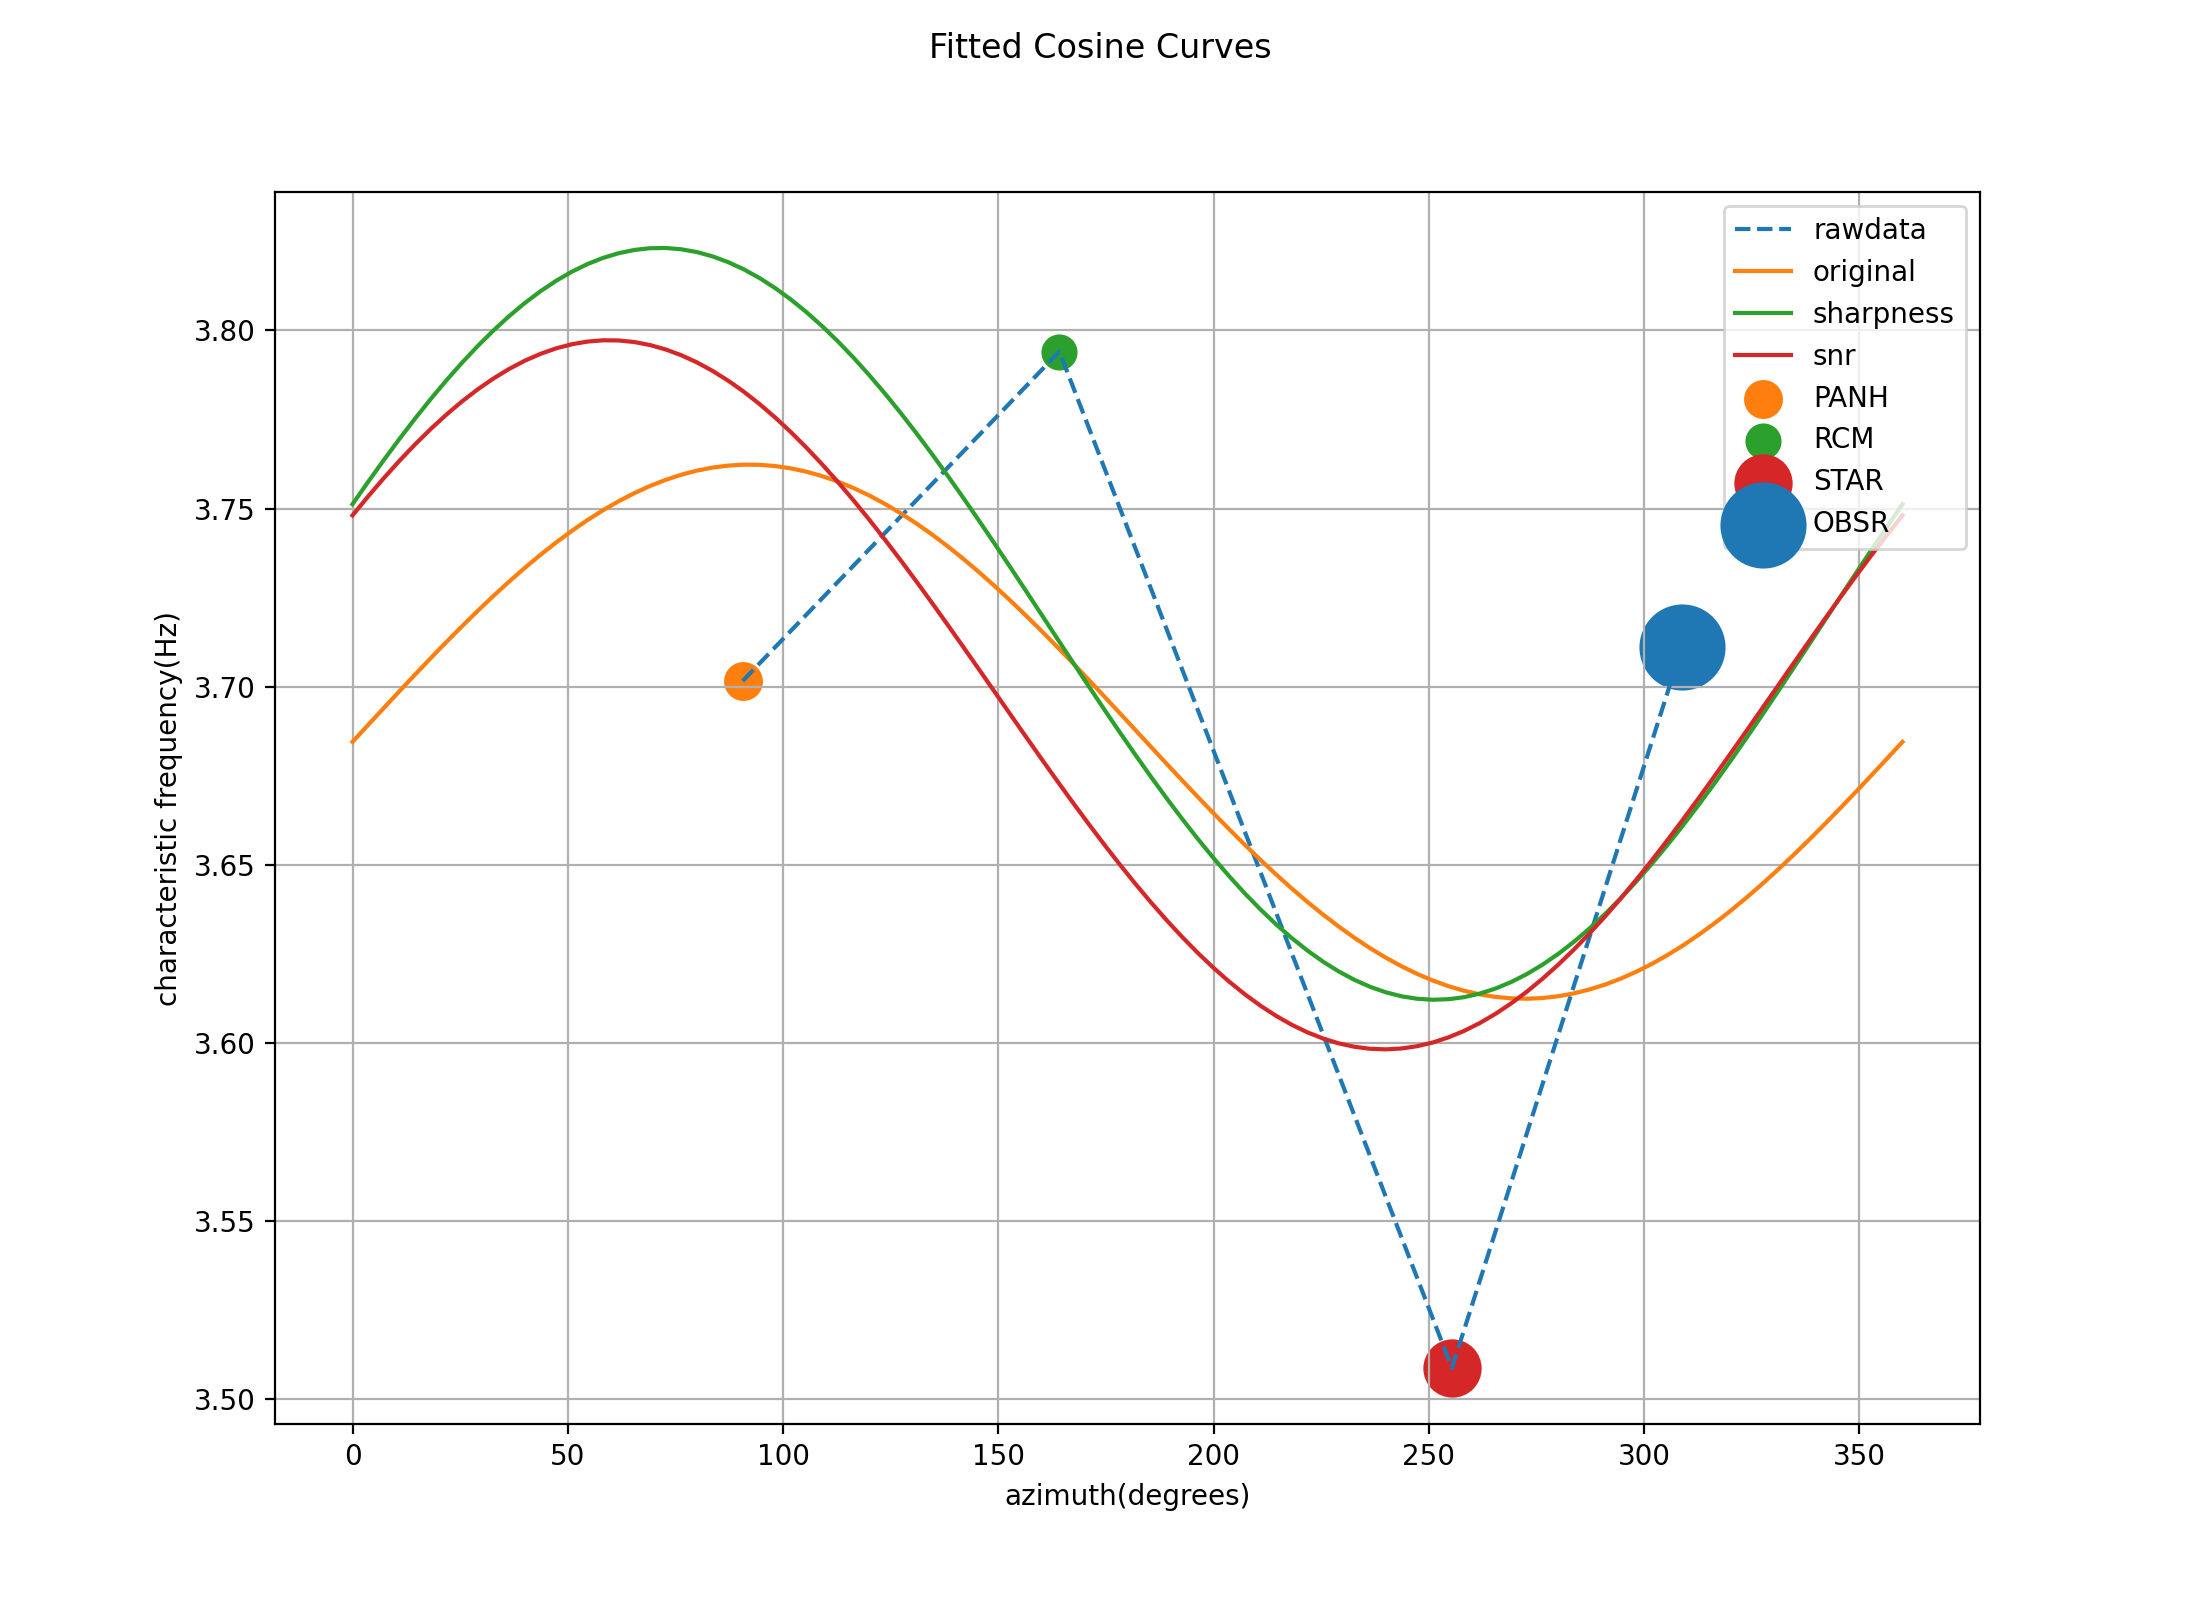 Fitted Cosine Curves
rawdata
original
sharpness
snr
PANH
RCM
STAR
OBSR
3.80
3.75
3.70
3.65
3.60
3.55
3.50
characteristic frequency(Hz)
0 50 100 150 200 250 300 350
azimuth(degrees)